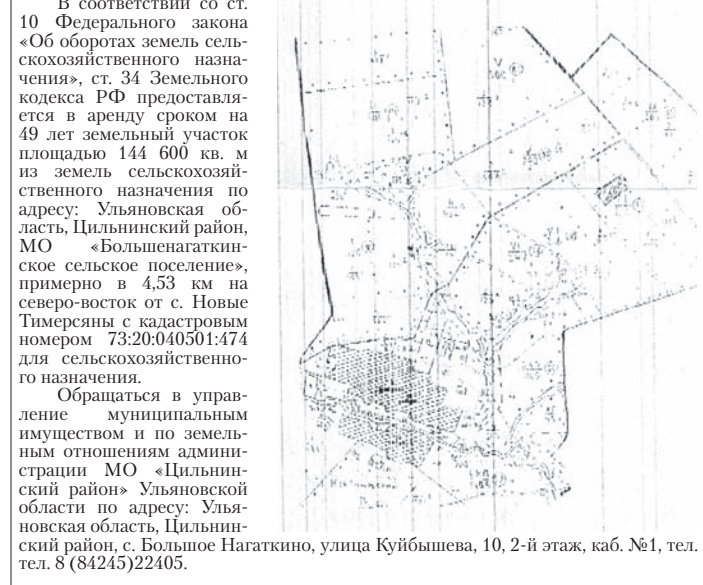 В соответствии со ст.
10 Федерального закона
«Об оборотах земель сель-
скохозяйственного назна-
чения», ст. 34 Земельного
кодекса РФ предоставля-
ется в аренду сроком на
49 лет земельный участок
площадью 144 600 кв. м
из земель сельскохозяй-
ственного назначения по
адресу: Ульяновская об-
ласть, Цильнинский район,
МО «Большенагаткин-
ское сельское поселение»,
примерно в 4,53 км на
северо-восток от с. Новые
Тимерсяны с кадастровым
номером 73:20:040501:474
для сельскохозяйственно-
го назначения.
Обращаться в управ-
ление муниципальным
имуществом и по земель-
ным отношениям админи-
страции МО «Цильнин-
ский район» Ульяновской
области по адресу: Улья-
новская область, Цильнин-
ский район, с. Большое Нагаткино, улица Куйбышева, 10, 2-й этаж, каб. №1, тел.
тел. 8 (84245)22405.